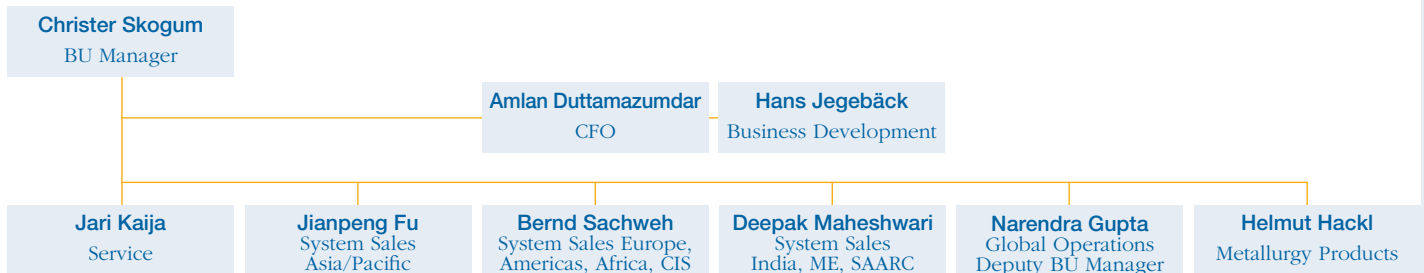 Christer Skogum
BU Manager
Amlan Duttamazumdar
CFO
Hans Jegebäck
Business Development
Jari Kaija
Service
Jianpeng Fu
System Sales
Asia/Pacific
Bernd Sachweh
System Sales Europe,
Americas, Africa, CIS
Deepak Maheshwari
System Sales
India, ME, SAARC
Narendra Gupta
Global Operations
Deputy BU Manager
Helmut Hackl
Metallurgy Products